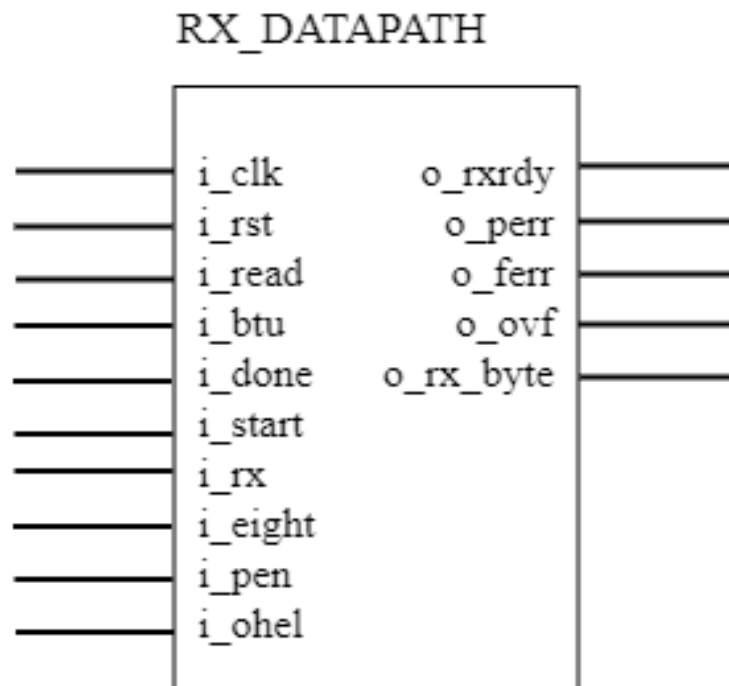 RX_DATAPATH
i_clk o_rxrdy
i_rst o_perr
i_read o_ferr
i_btu o_ovf
i_done o_rx_byte
i_start
i_rx
i_eight
i_pen
i_ohel